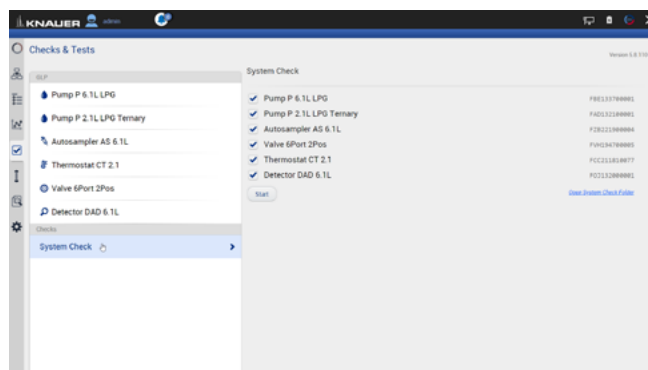 KNAUER admin
Checks & Tests
GLP
Pump P 6.1L LPG
Pump P 2.1L LPG Ternary
Autosampler AS 6.1L
Thermostat CT 2.1
Valve 6Port 2Pos
Detector DAD 6.1L
Checks
System Check
Version
System Check
Pump P 6.1L LPG
Pump P 2.1L LPG Ternary
Autosampler AS 6.1L
Valve 6Port 2Pos
Thermostat CT 2.1
Detector DAD 6.1L
Start
Open System Check Folder